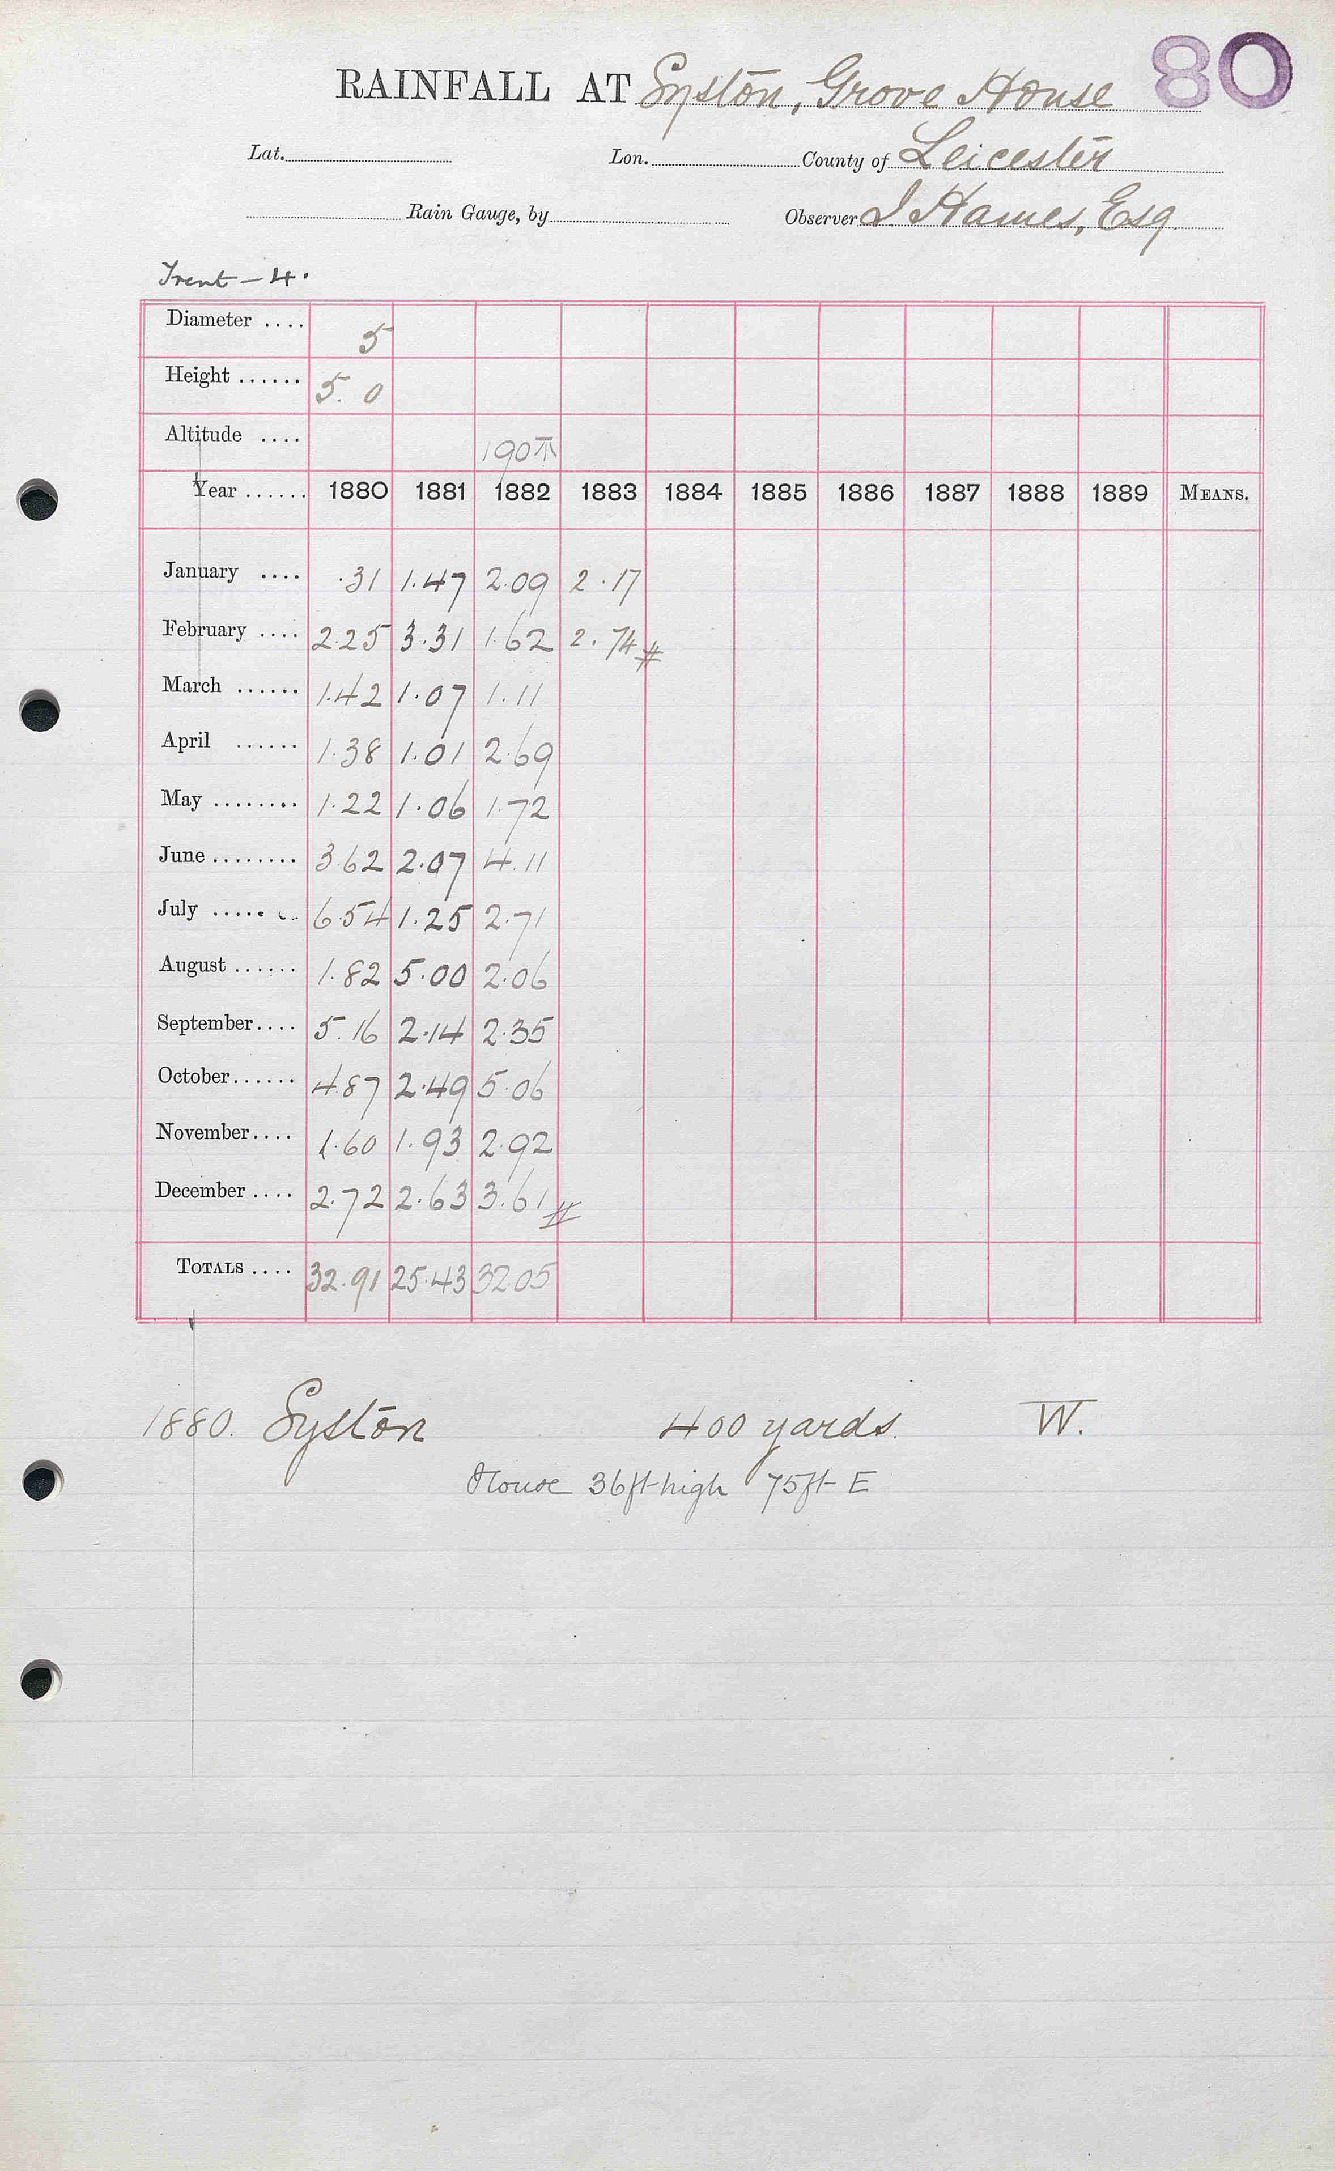 80
RAINFALL AT Syston, Grove House
Lat. Lon. County of Leicester
Rain Gauge, by Observer J Hames, Esq.
Trent - 4.
Diameter .... 5
Height ...... 5. 0
Altitude .... 190
Year ...... 1880 1881 1882 1883 1884 1885 1886 1887 1888 1889 MEANS.
January .... .31 1.47 2.09 2.17
February .... 2.25 3.31 1.62 2.74 #
March ...... 1.42 1.07 1.11
April ...... 1.38 1.01 2.69
May ........ 1.22 1.06 1.72
June ........ 3.62 2.07 4.11
July ...... 6.54 1.25 2.71
August ...... 1.82 5.00 2.06
September .... 5.16 2.14 2.35
October ...... 4.87 2.49 5.06
November .... 1.60 1.93 2.92
December .... 2.72 2.63 3.61 #
TOTALS .... 32.91 25.43 32.05
1880. Syston 400 yards. W.
House 36ft high 75ft E